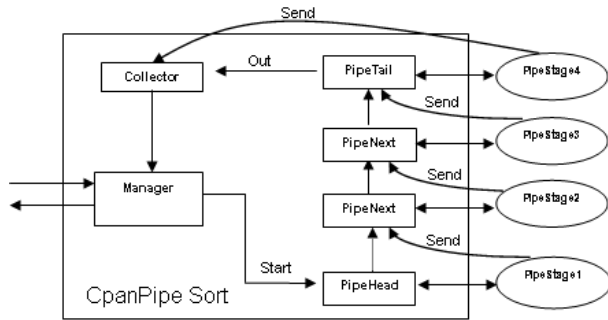 Send
Collector
Out
PipeTail
PipeStage4
Send
PipeNext
PipeStage3
Send
Manager
PipeNext
PipeStage2
Send
Start
PipeHead
PipeStage1
CpanPipe Sort